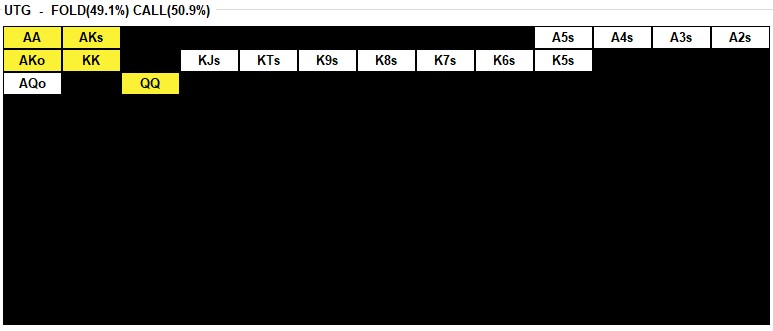 UTG - FOLD(49.1%) CALL(50.9%)
AA AKs A5s A4s A3s A2s
AKo KK KJs KTs K9s K8s K7s K6s K5s
AQo QQ